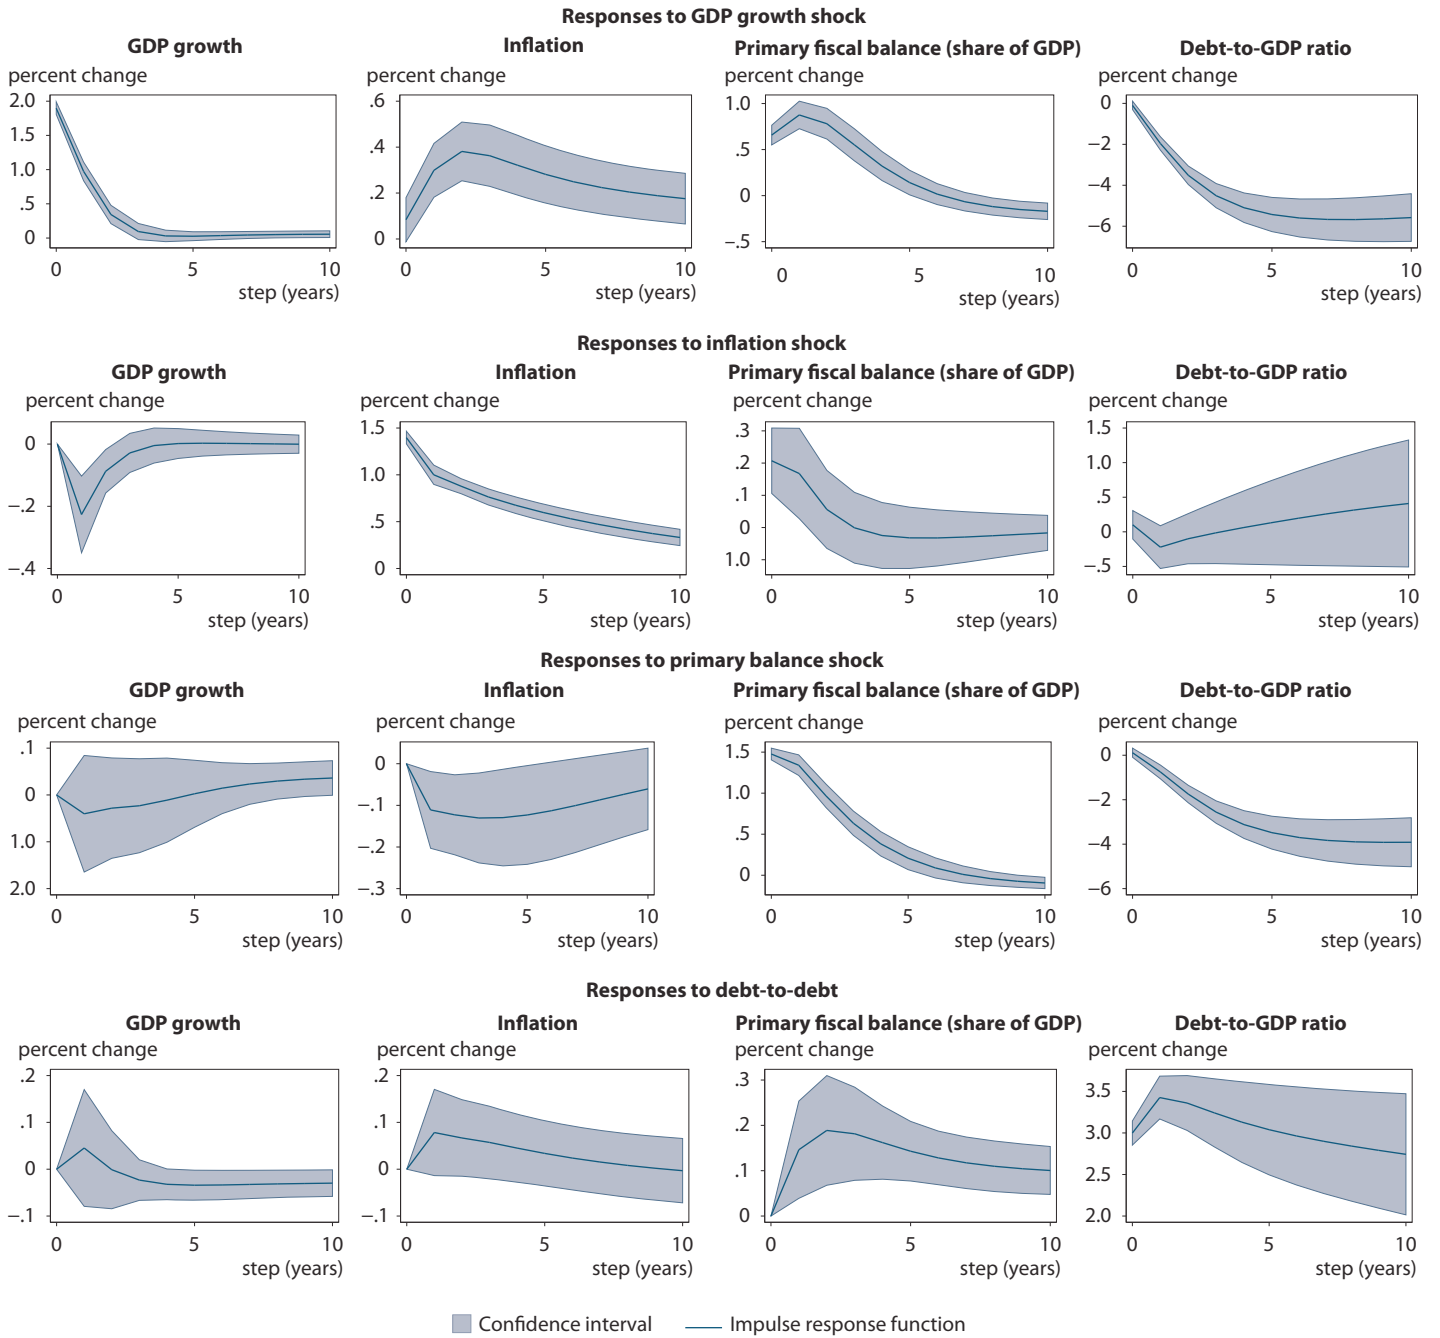 Responses to GDP growth shock
GDP growth
Inflation
Primary fiscal balance (share of GDP)
Debt-to-GDP ratio
percent change
percent change
percent change
percent change
2.0
1.5
1.0
.5
0
0 5 10
step (years)
.6
.4
.2
0
0 5 10
step (years)
1.0
.5
0
−.5
0 5 10
step (years)
0
−2
−4
−6
0 5 10
step (years)
Responses to inflation shock
GDP growth
Inflation
Primary fiscal balance (share of GDP)
Debt-to-GDP ratio
percent change
percent change
percent change
percent change
0
−.2
−.4
0 5 10
step (years)
1.5
1.0
.5
0
0 5 10
step (years)
.3
.2
.1
0
1.0
0 5 10
step (years)
1.5
1.0
.5
0
−.5
0 5 10
step (years)
Responses to primary balance shock
GDP growth
Inflation
Primary fiscal balance (share of GDP)
Debt-to-GDP ratio
percent change
percent change
percent change
percent change
.1
0
1.0
2.0
0 5 10
step (years)
0
−.1
−.2
−.3
0 5 10
step (years)
1.5
1.0
.5
0
0 5 10
step (years)
0
−2
−4
−6
0 5 10
step (years)
Responses to debt-to-debt
GDP growth
Inflation
Primary fiscal balance (share of GDP)
Debt-to-GDP ratio
percent change
percent change
percent change
percent change
.2
.1
0
−.1
0 5 10
step (years)
.2
.1
0
−.1
0 5 10
step (years)
.3
.2
.1
0
0 5 10
step (years)
3.5
3.0
2.5
2.0
0 5 10
step (years)
Confidence interval
Impulse response function